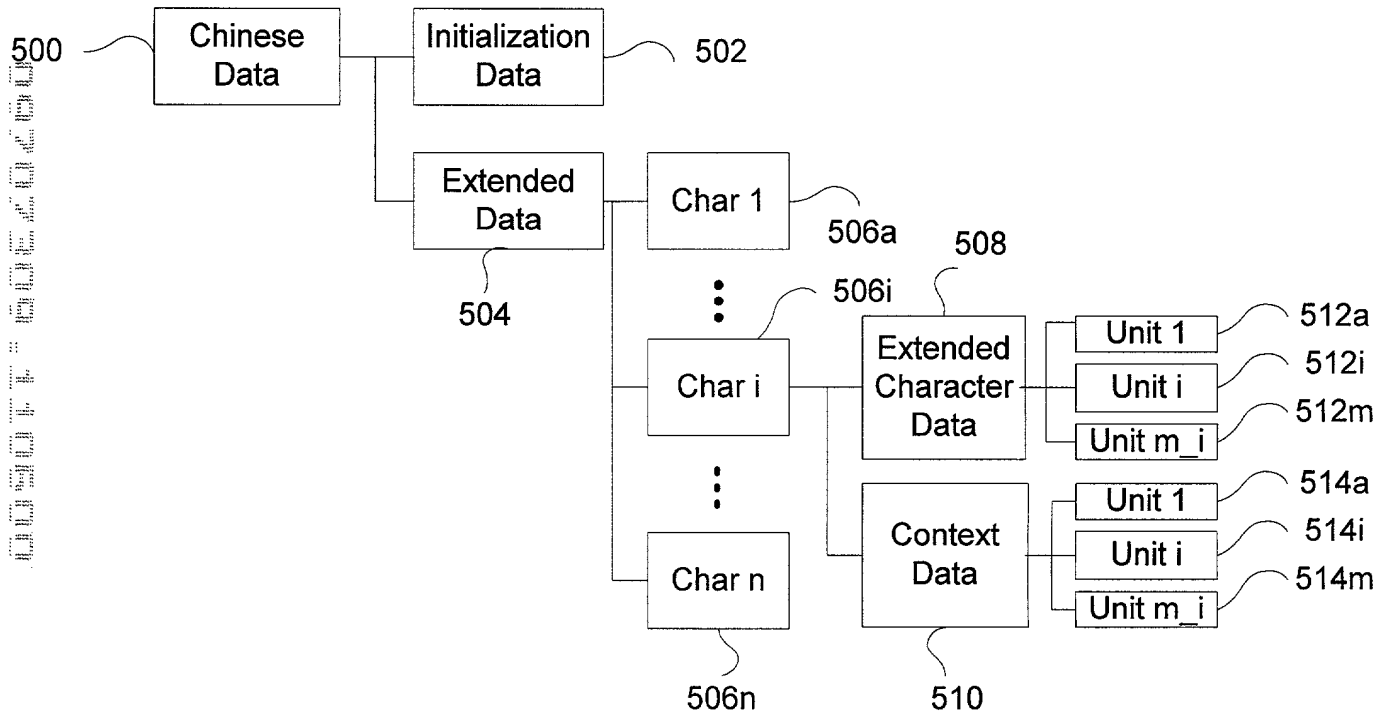 500
Chinese
Data
Initialization
Data
502
Extended
Data
504
Char 1
506a
506i
Char i
Char n
506n
508
Extended
Character
Data
Context
Data
510
Unit 1
512a
Unit i
512i
Unit m_i
512m
Unit 1
514a
Unit i
514i
Unit m_i
514m